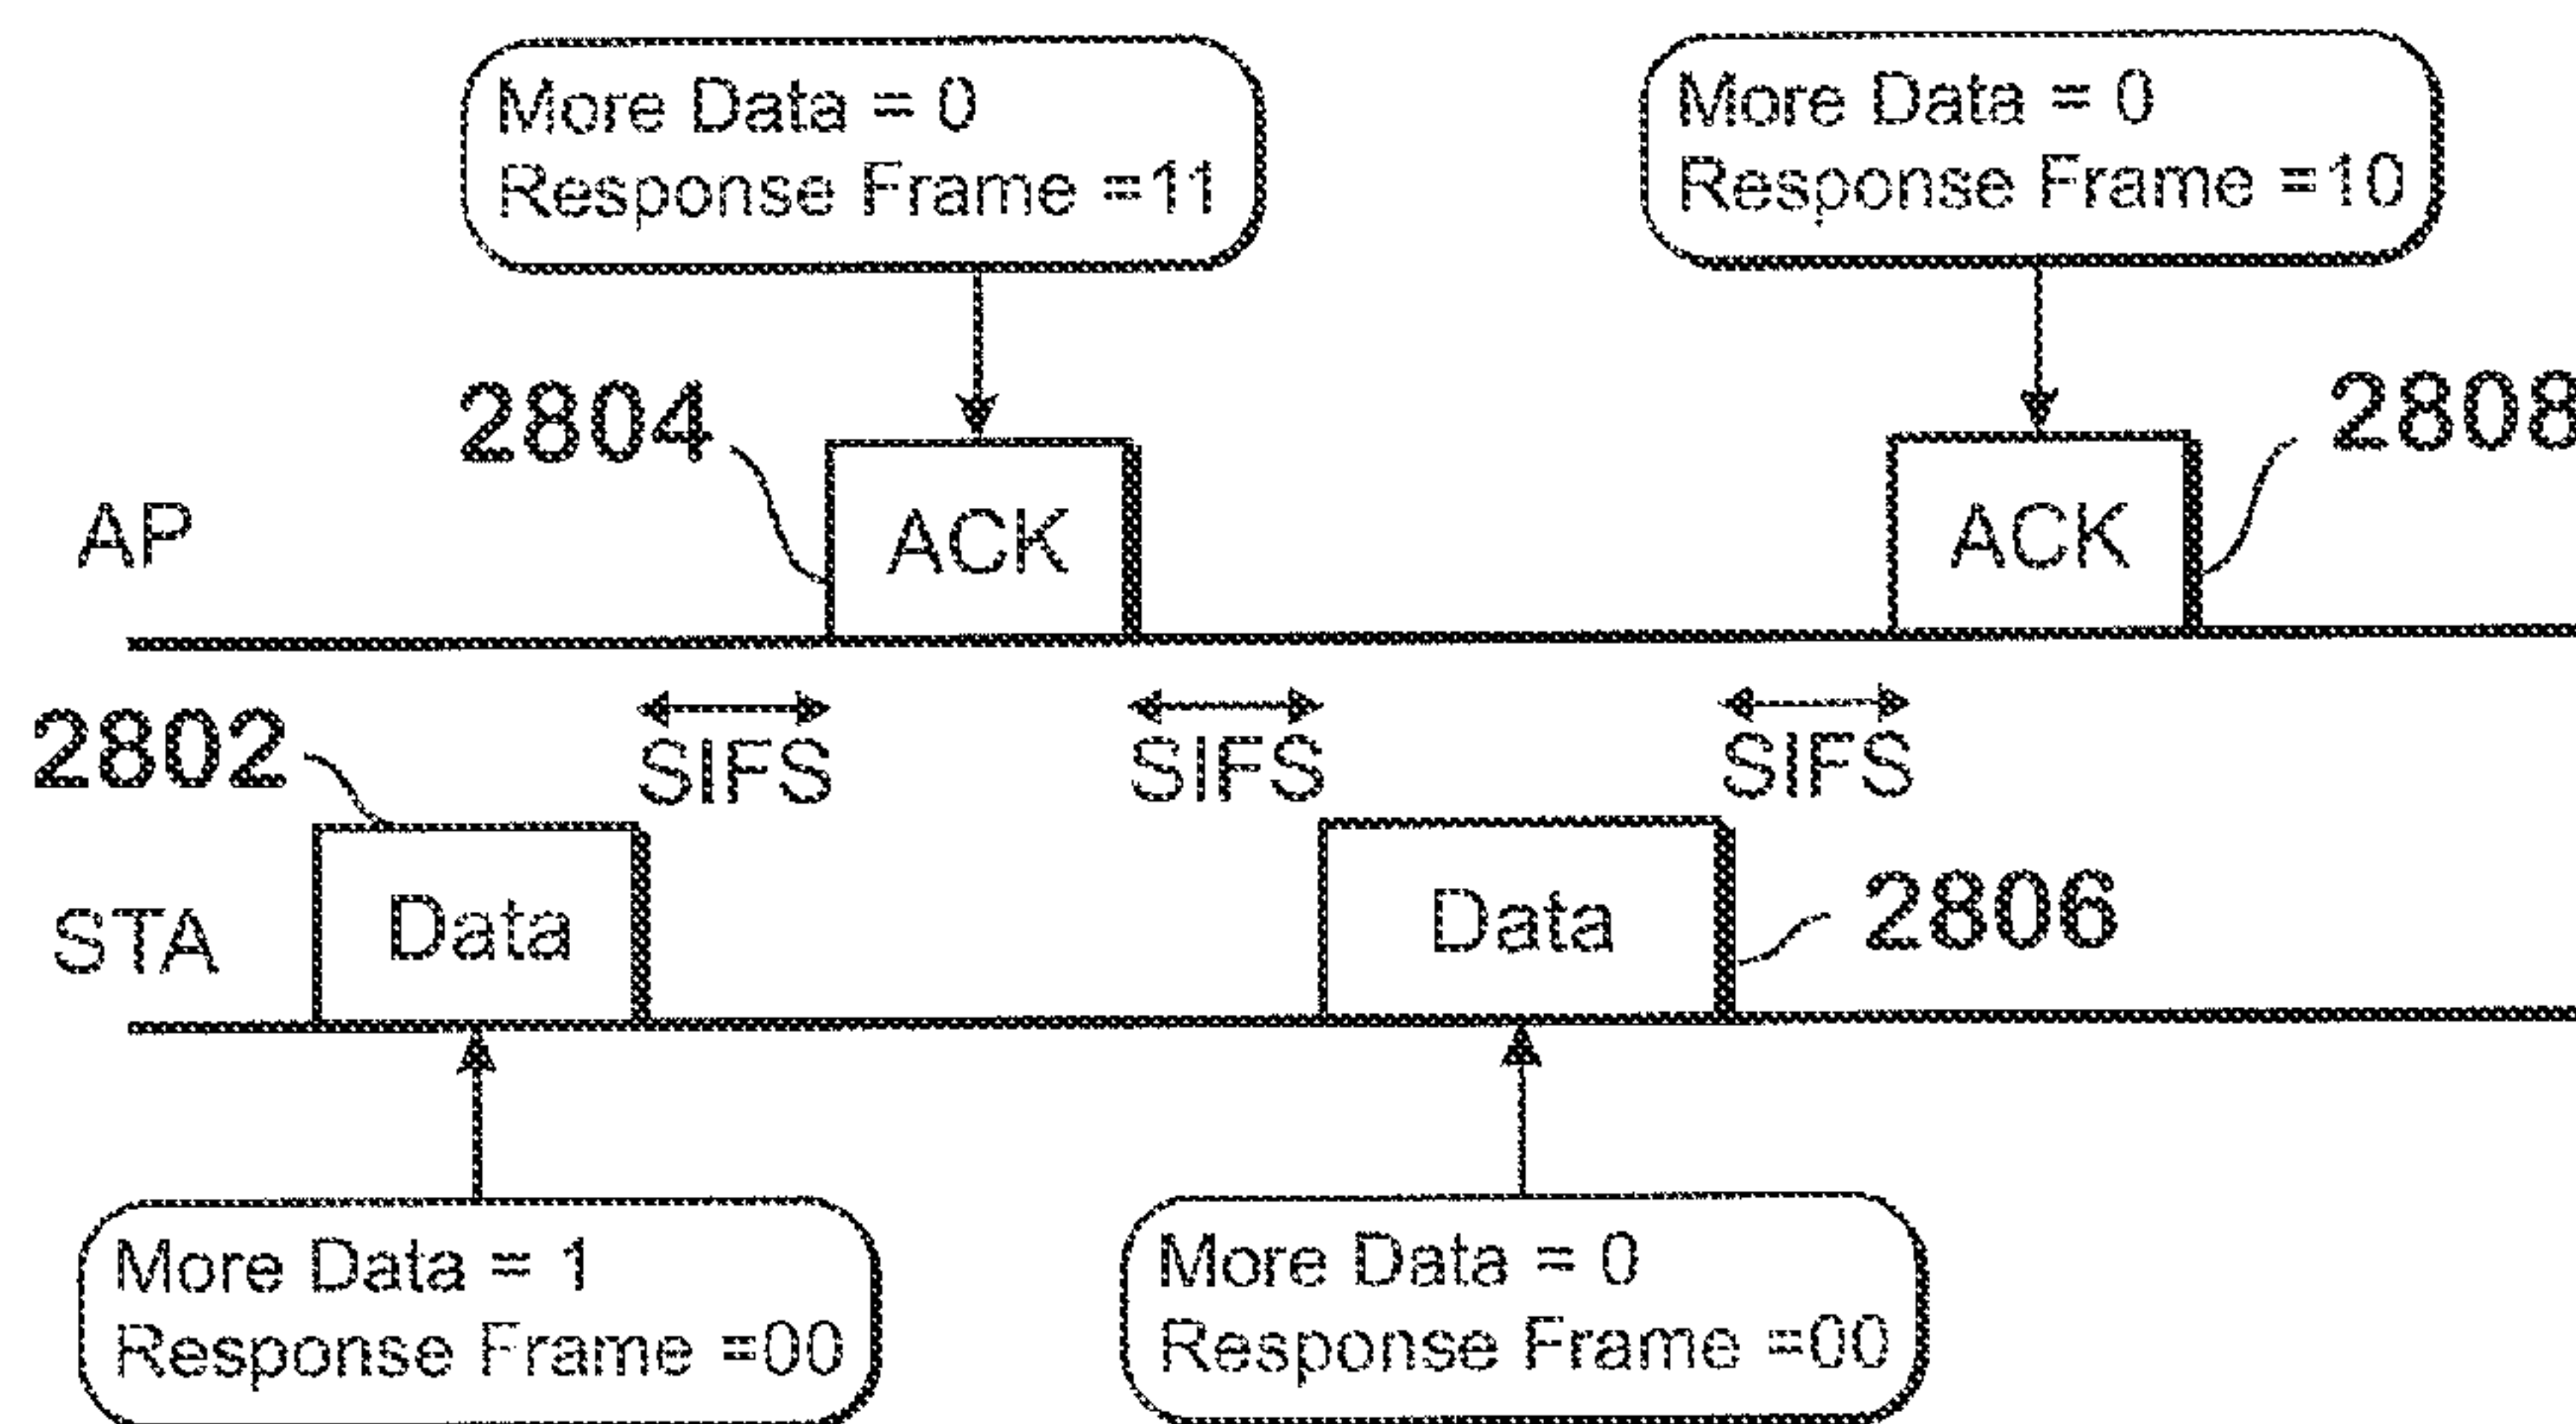 More Data = 0
Response Frame =11
More Data = 0
Response Frame =10
2804
2808
AP
ACK
ACK
2802
SIFS
SIFS
SIFS
STA
Data
Data
2806
More Data = 1
Response Frame =00
More Data = 0
Response Frame =00